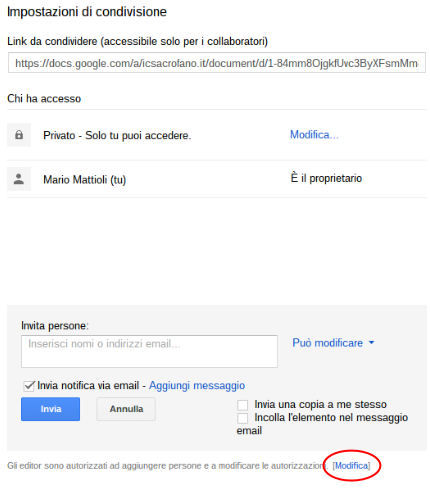 Impostazioni di condivisione
Link da condividere (accessibile solo per i collaboratori)
https://docs.google.com/a/icsacrofano.it/document/d/1-84mm8OjgkfUvc3ByXFsmMm
Chi ha accesso
Privato - Solo tu puoi accedere. Modifica...
Mario Mattioli (tu) È il proprietario
Invita persone:
Inserisci nomi o indirizzi email... Può modificare
Invia notifica via email - Aggiungi messaggio
Invia Annulla Invia una copia a me stesso
Incolla l'elemento nel messaggio
email
Gli editor sono autorizzati ad aggiungere persone e a modificare le autorizzazioni. [Modifica]